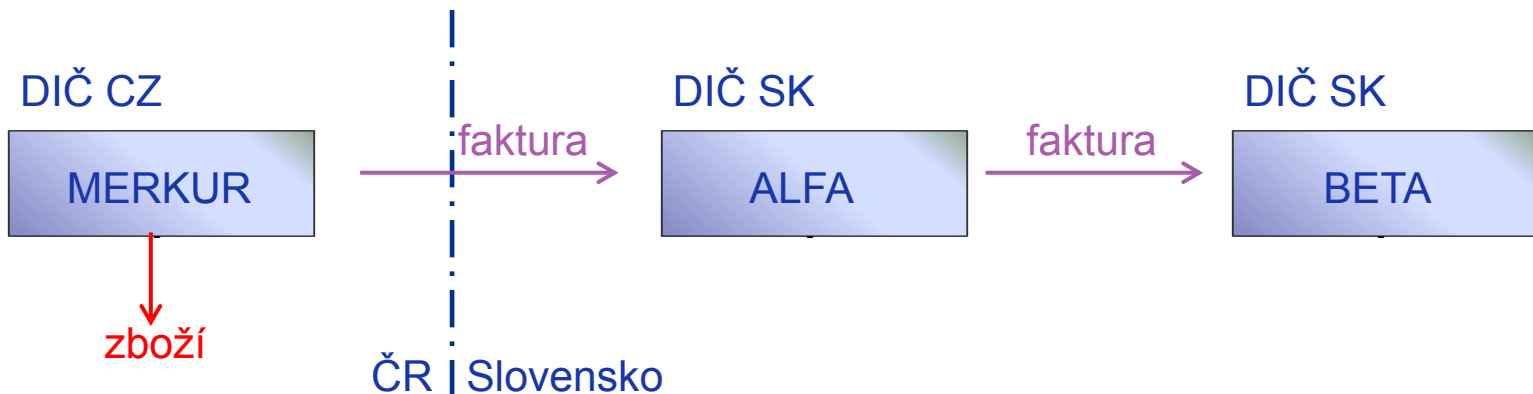 DIČ CZ
DIČ SK
DIČ SK
faktura
faktura
MERKUR
ALFA
BETA
zboží
ČR
Slovensko